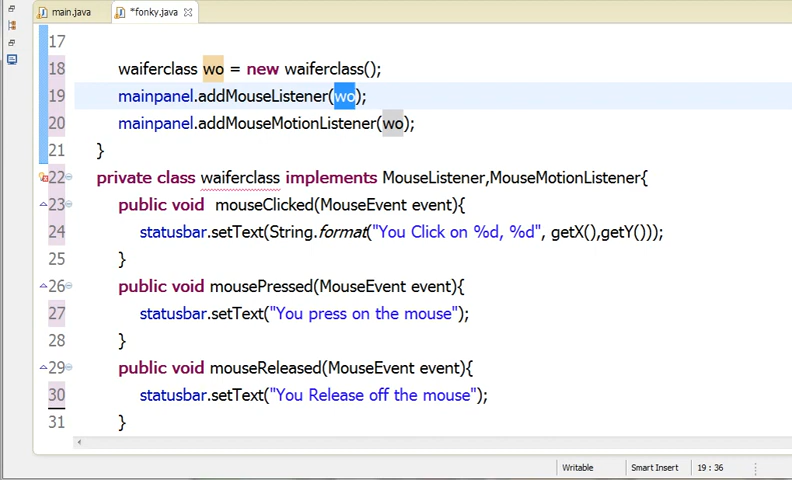 main.java
*fonky.java
17
18 waiferclass wo = new waiferclass();
19 mainpanel.addMouseListener(wo);
20 mainpanel.addMouseMotionListener(wo);
21 }
22 private class waiferclass implements MouseListener,MouseMotionListener{
23 public void  mouseClicked(MouseEvent event){
24 statusbar.setText(String.format("You Click on %d, %d", getX(),getY()));
25 }
26 public void mousePressed(MouseEvent event){
27 statusbar.setText("You press on the mouse");
28 }
29 public void mouseReleased(MouseEvent event){
30 statusbar.setText("You Release off the mouse");
31 }
Writable Smart Insert 19 : 36